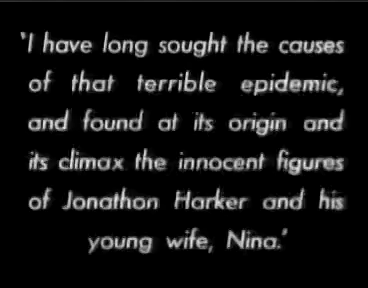 'I have long sought the causes
of that terrible epidemic,
and found at its origin and
its climax the innocent figures
of Jonathon Harker and his
young wife, Nina.'